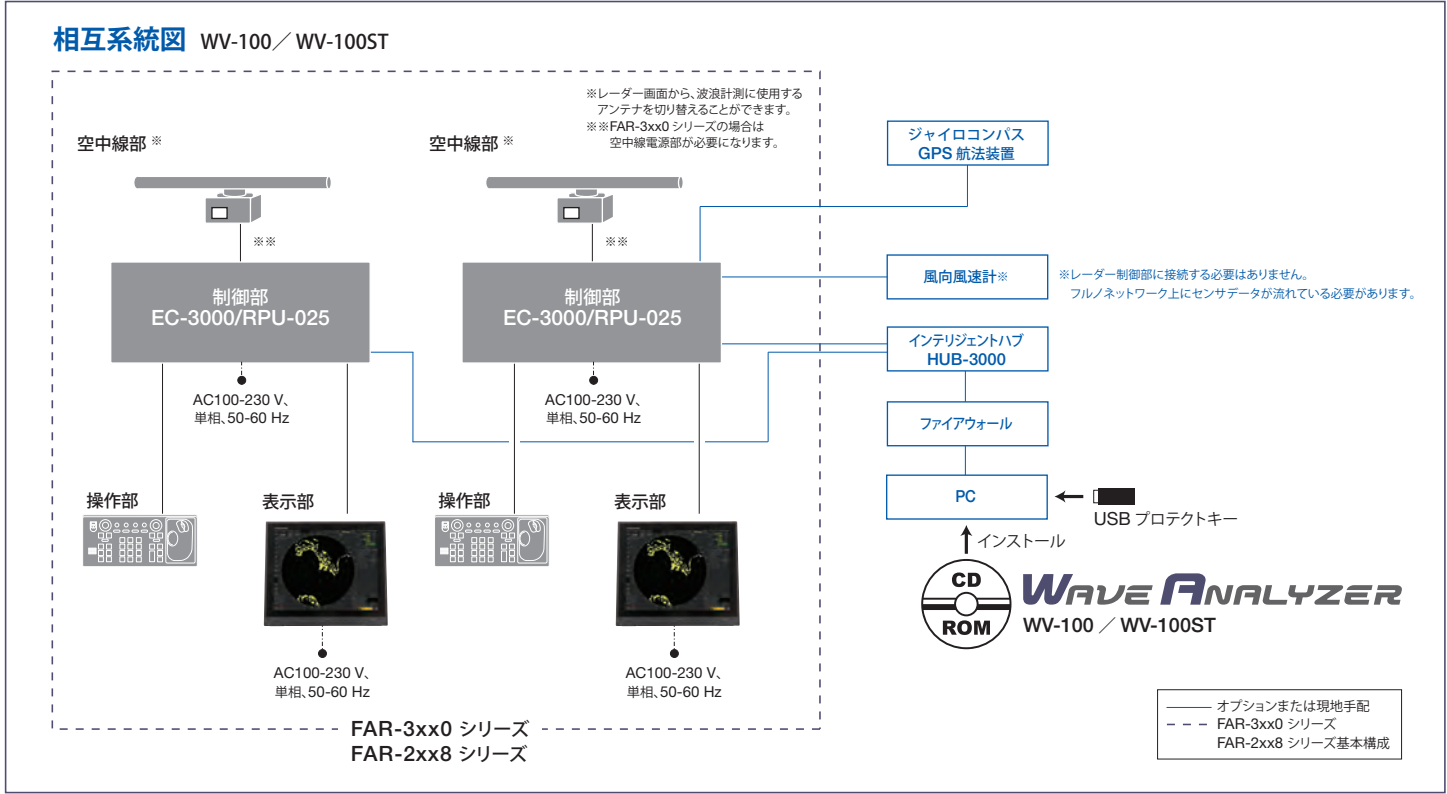 相互系統図 WV-100／WV-100ST
※レーダー画面から、波浪計測に使用する
アンテナを切り替えることができます。
※※FAR-3xx0 シリーズの場合は
空中線電源部が必要になります。
空中線部 ※
空中線部 ※
※※
※※
制御部
EC-3000/RPU-025
制御部
EC-3000/RPU-025
AC100-230 V、
単相、50-60 Hz
AC100-230 V、
単相、50-60 Hz
操作部
表示部
操作部
表示部
AC100-230 V、
単相、50-60 Hz
AC100-230 V、
単相、50-60 Hz
FAR-3xx0 シリーズ
FAR-2xx8 シリーズ
ジャイロコンパス
GPS 航法装置
風向風速計※
※レーダー制御部に接続する必要はありません。
フルノネットワーク上にセンサデータが流れている必要があります。
インテリジェントハブ
HUB-3000
ファイアウォール
PC
USB プロテクトキー
インストール
CD
ROM
WAVE ANALYZER
WV-100 ／ WV-100ST
オプションまたは現地手配
FAR-3xx0 シリーズ
FAR-2xx8 シリーズ基本構成